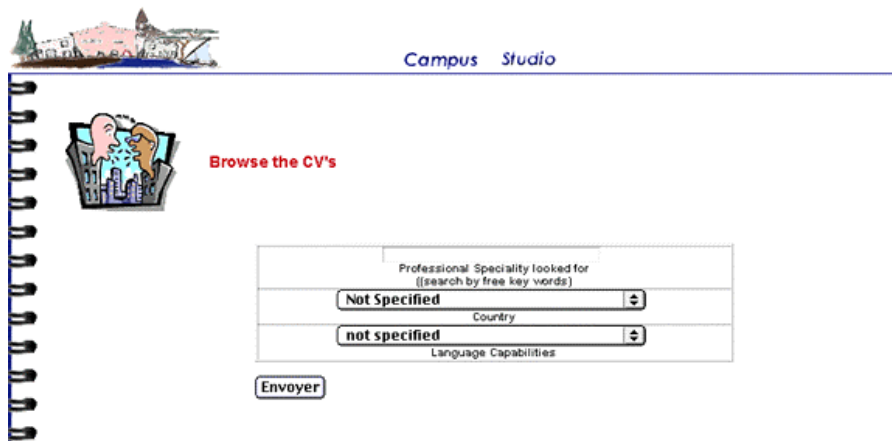 Campus Studio
Browse the CV's
Professional Speciality looked for
((search by free key words)
Not Specified
Country
not specified
Language Capabilities
Envoyer